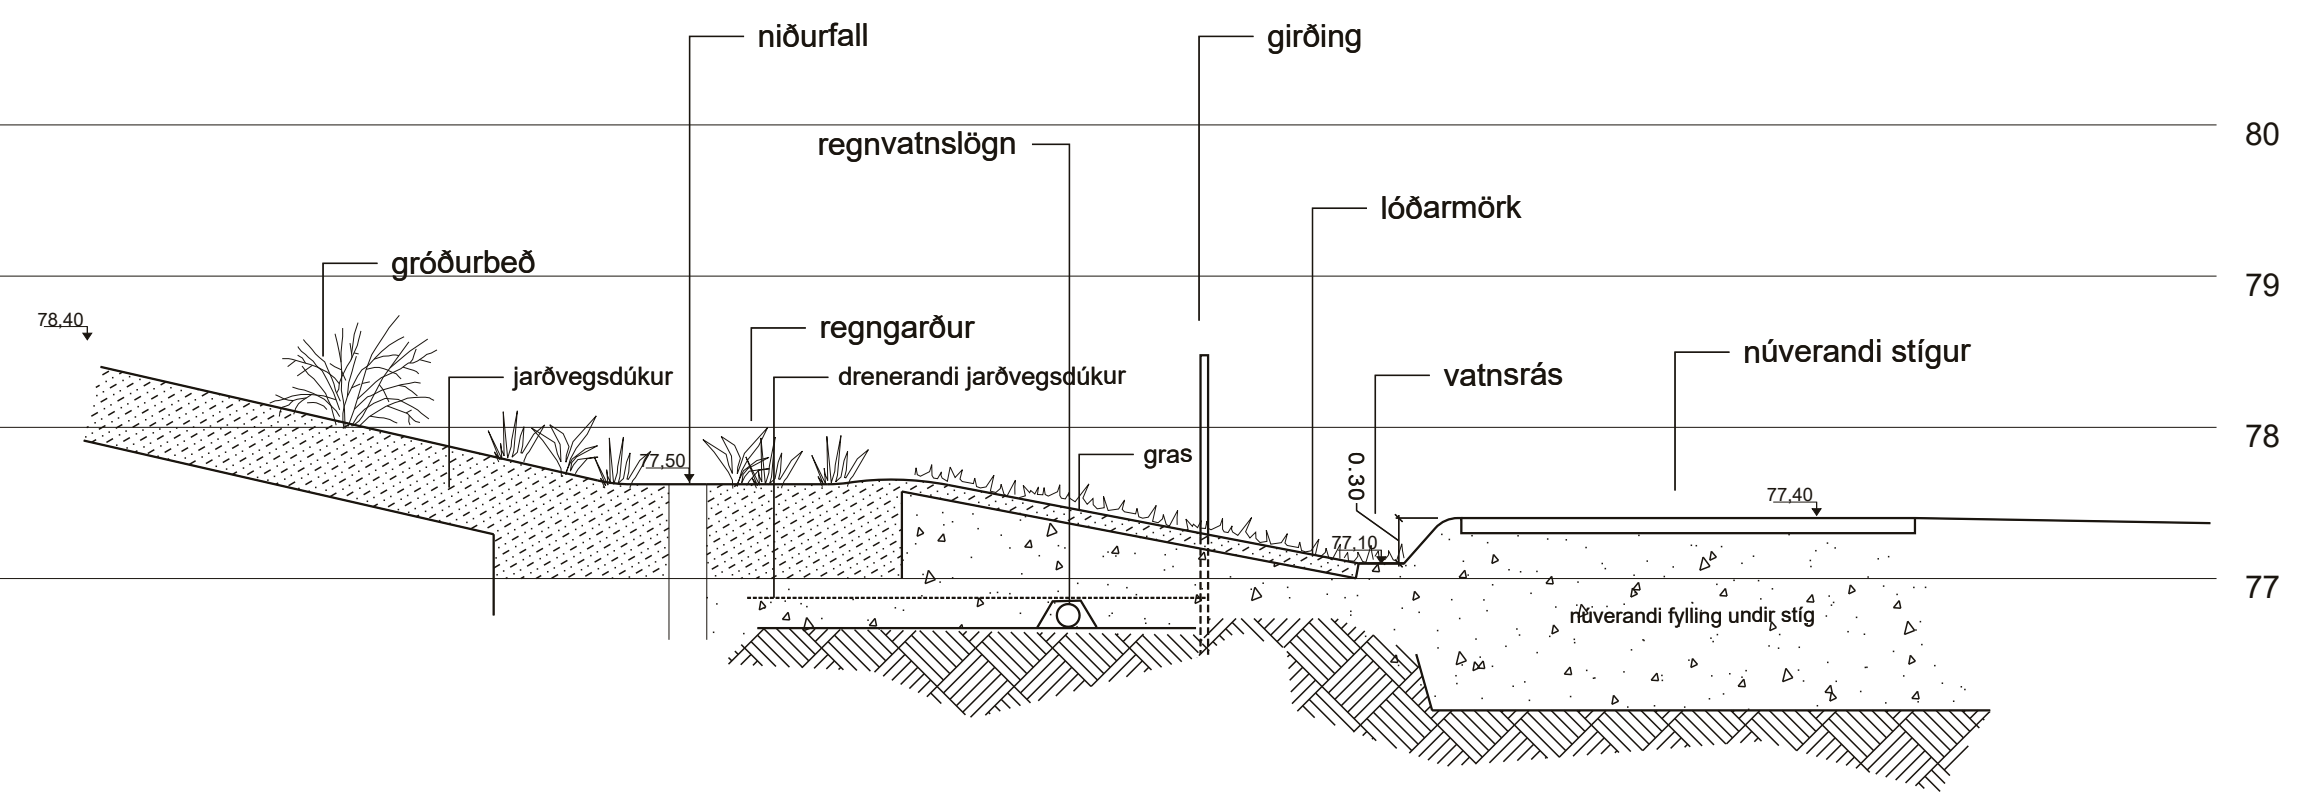 niðurfall
girðing
80
regnvatnslögn
lóðarmörk
gróðurbeð
79
78,40
regngarður
núverandi stígur
jarðvegsdúkur
drenerandi jarðvegsdúkur
vatnsrás
78
77,50
gras
0.30
77,40
77,10
77
núverandi fylling undir stíg